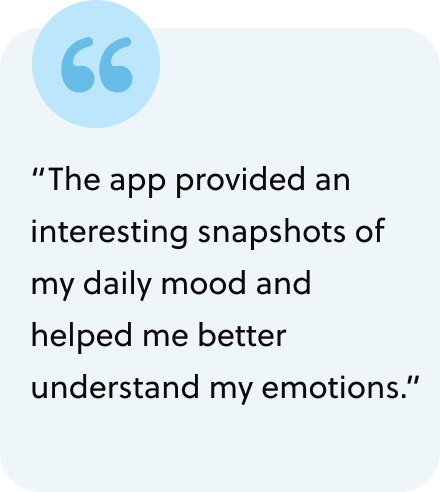 “The app provided an
interesting snapshots of
my daily mood and
helped me better
understand my emotions.”